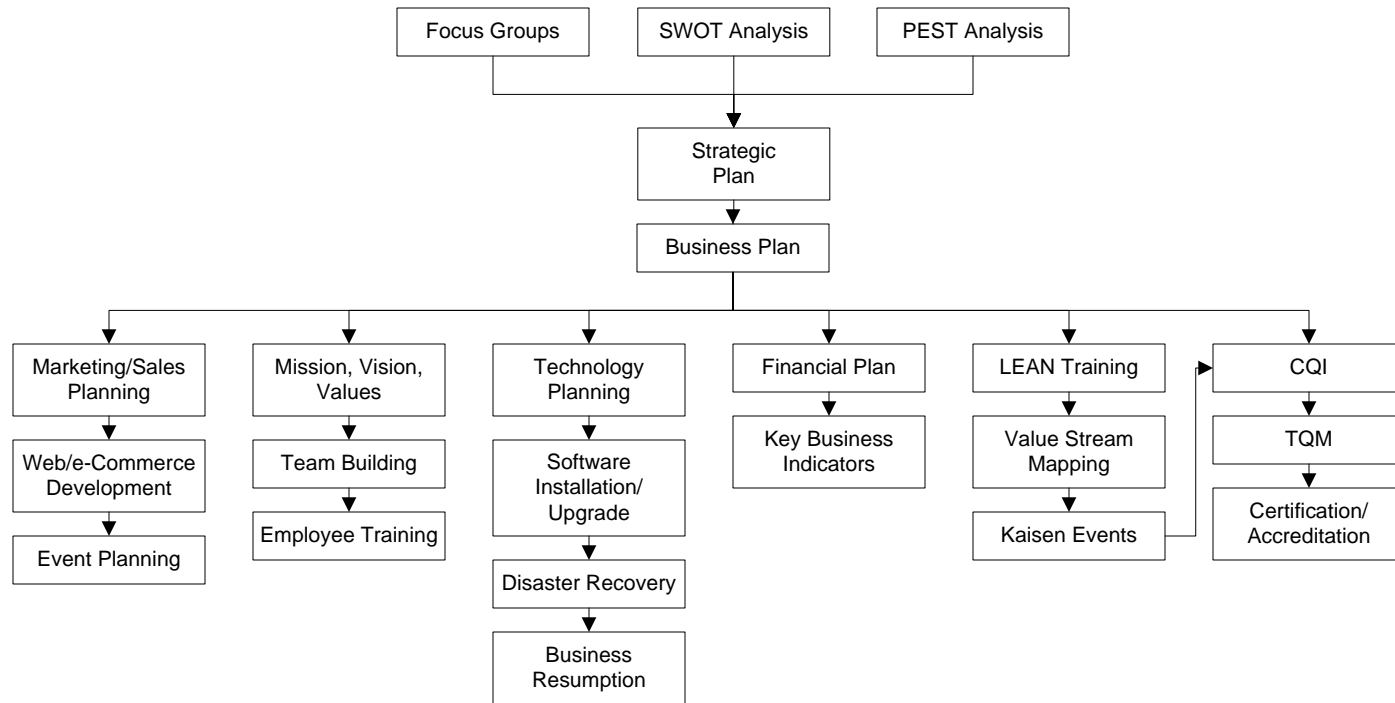 Focus Groups
SWOT Analysis
PEST Analysis
Strategic
Plan
Business Plan
Marketing/Sales
Planning
Mission, Vision,
Values
Technology
Planning
Financial Plan
LEAN Training
CQI
Web/e-Commerce
Development
Team Building
Software
Installation/
Upgrade
Key Business
Indicators
Value Stream
Mapping
TQM
Event Planning
Employee Training
Kaisen Events
Certification/
Accreditation
Disaster Recovery
Business
Resumption